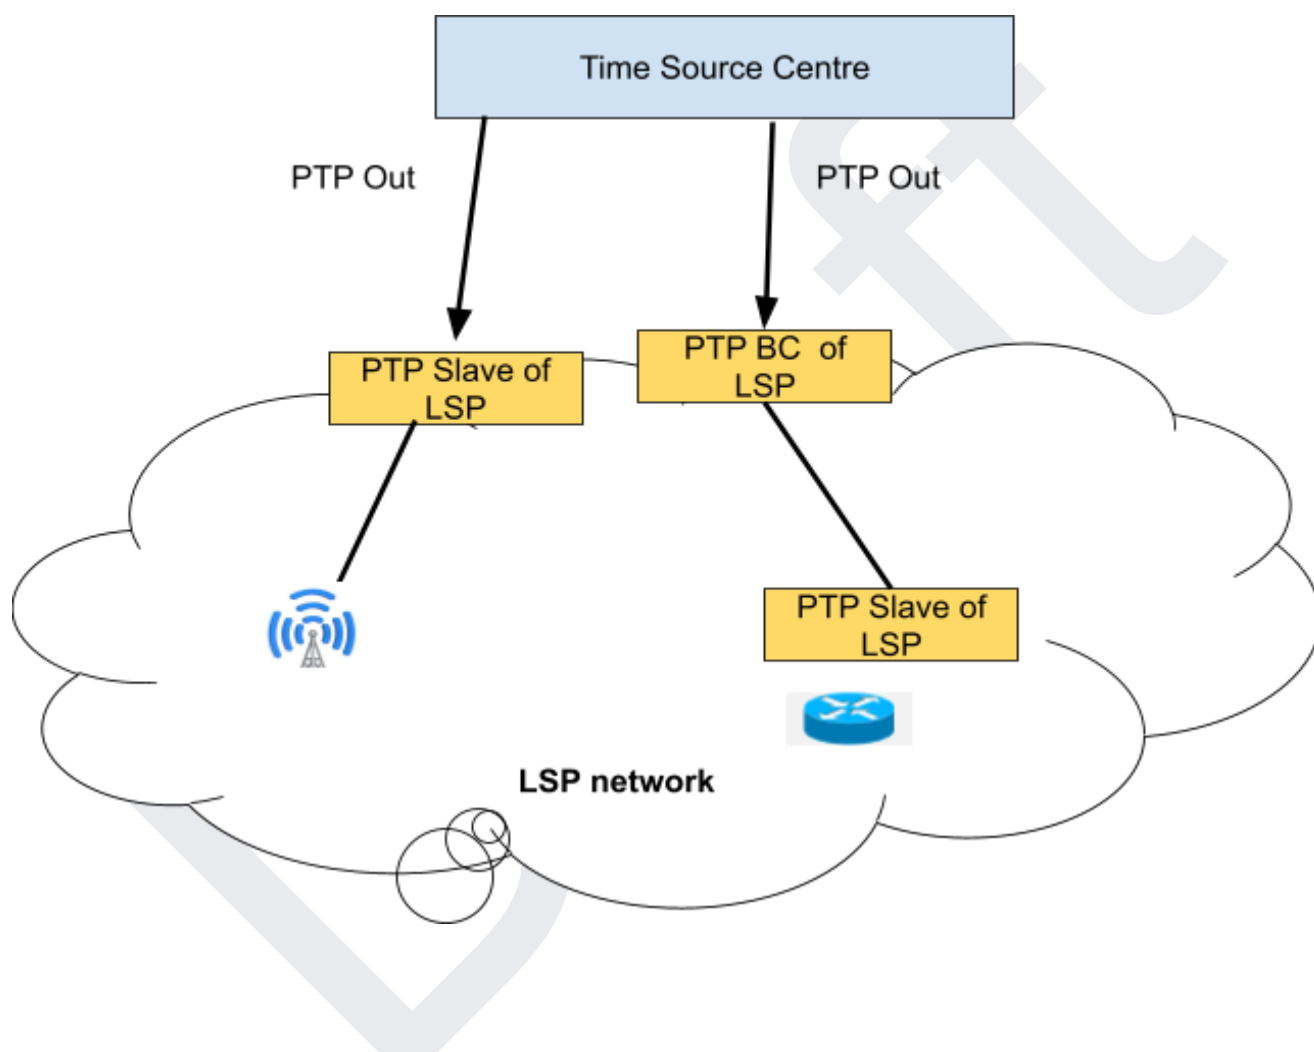 Time Source Centre
PTP Out
PTP Out
PTP Slave of
LSP
PTP BC  of
LSP
PTP Slave of
LSP
LSP network